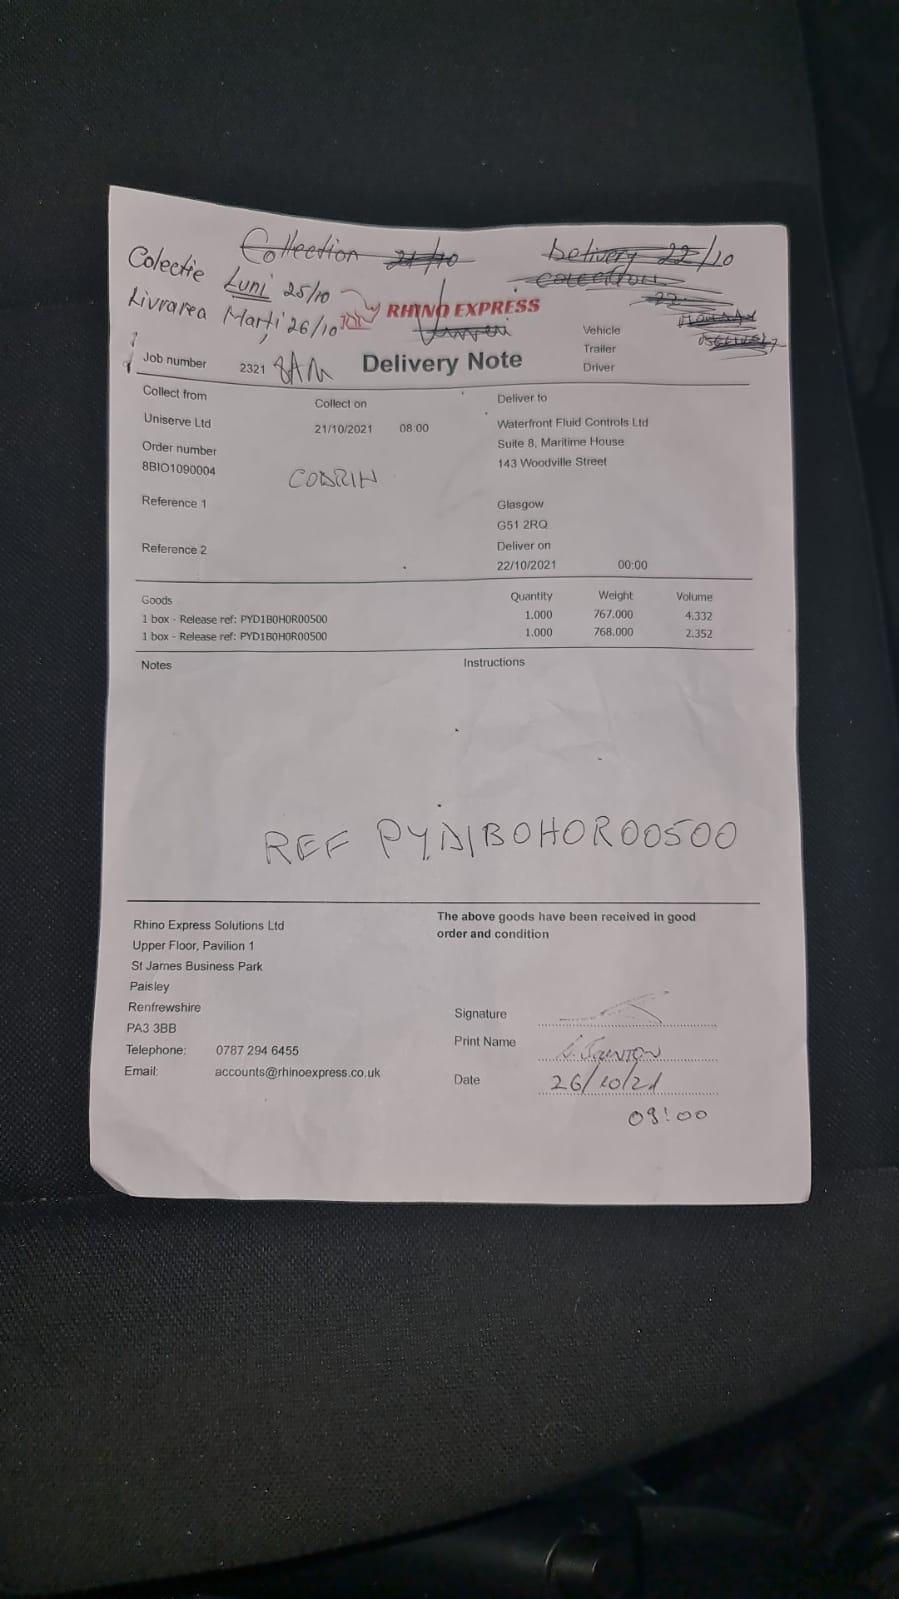 Collection 21/10
Delivery 22/10
Colectie Luni 25/10
Collection
22
Livrarea Marți 26/10
RHINO EXPRESS
8AM
Job number 2321
Delivery Note
Vehicle
Trailer
Driver
Collect from
Uniserve Ltd
Order number
8BIO1090004
Reference 1
Reference 2
Collect on
21/10/2021 08:00
CODRIN
Deliver to
Waterfront Fluid Controls Ltd
Suite 8, Maritime House
143 Woodville Street
Glasgow
G51 2RQ
Deliver on
22/10/2021 00:00
Goods Quantity Weight Volume
1 box - Release ref: PYD1B0H0R00500 1.000 767.000 4.332
1 box - Release ref: PYD1B0H0R00500 1.000 768.000 2.352
Notes Instructions
REF PYD1B0H0R00500
Rhino Express Solutions Ltd
Upper Floor, Pavilion 1
St James Business Park
Paisley
Renfrewshire
PA3 3BB
Telephone: 0787 294 6455
Email: accounts@rhinoexpress.co.uk
The above goods have been received in good
order and condition
Signature
Print Name
Date 26/10/21
08:00